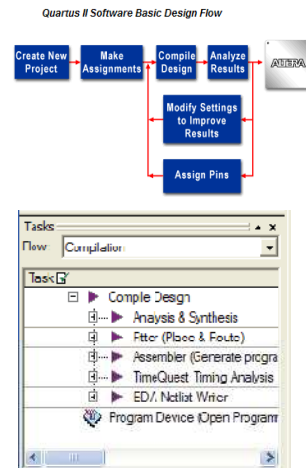 Quartus II Software Basic Design Flow
Create New
Project
Make
Assignments
Compile
Design
Analyze
Results
ALTERA
Modify Settings
to Improve
Results
Assign Pins
Tasks
Flow: Compilation
Task
Compile Design
Analysis & Synthesis
Fitter (Place & Route)
Assembler (Generate progra
TimeQuest Timing Analysis
EDA Netlist Writer
Program Device (Open Programm